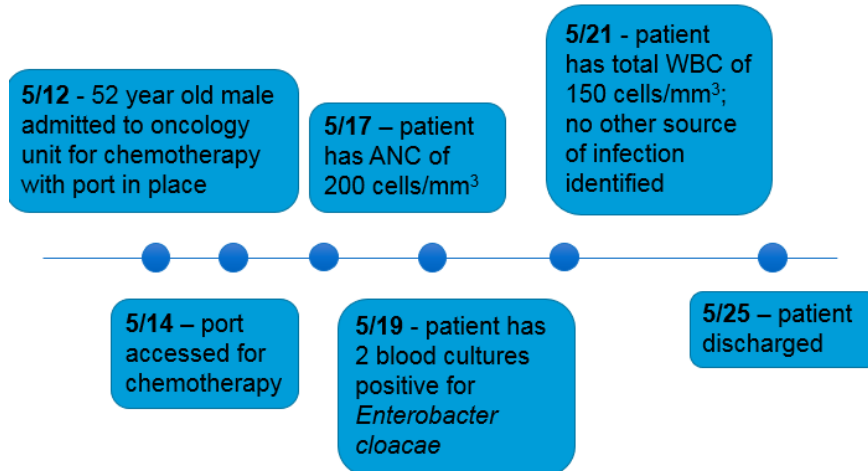 5/12 - 52 year old male
admitted to oncology
unit for chemotherapy
with port in place
5/14 – port
accessed for
chemotherapy
5/17 – patient
has ANC of
200 cells/mm³
5/19 - patient has
2 blood cultures
positive for
Enterobacter
cloacae
5/21 - patient
has total WBC of
150 cells/mm³;
no other source
of infection
identified
5/25 – patient
discharged